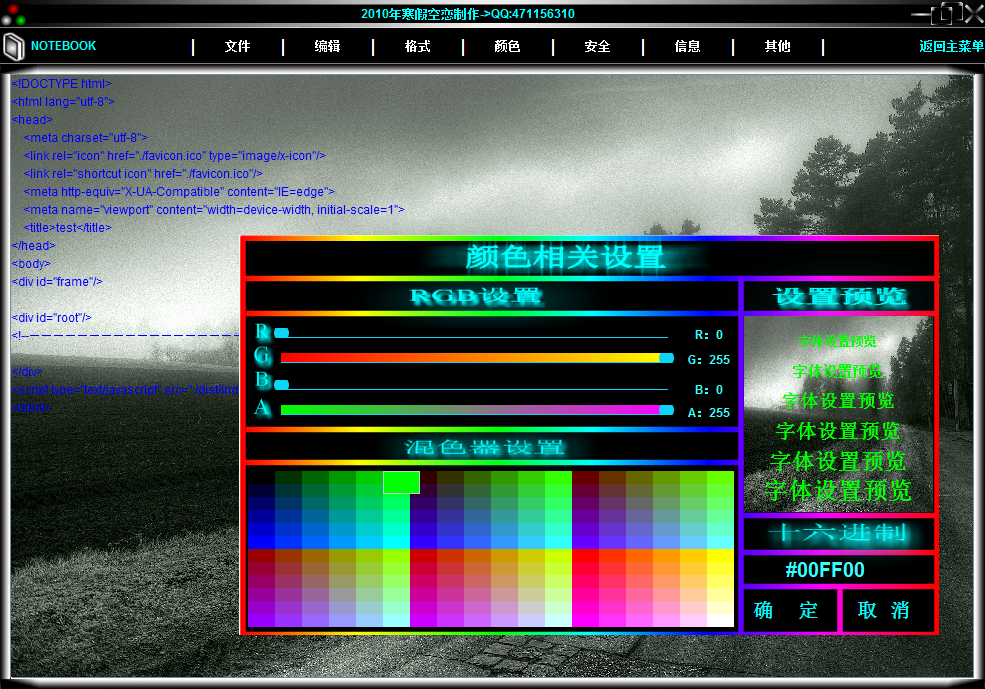 2010年寒假空恋制作->QQ:471156310
NOTEBOOK 文件 编辑 格式 颜色 安全 信息 其他 返回主菜单
<!DOCTYPE html>
<html lang="utf-8">
<head>
<meta charset="utf-8">
<link rel="icon" href="./favicon.ico" type="image/x-icon"/>
<link rel="shortcut icon" href="./favicon.ico"/>
<meta http-equiv="X-UA-Compatible" content="IE=edge">
<meta name="viewport" content="width=device-width, initial-scale=1">
<title>test</title>
</head>
<body>
<div id="frame"/>
<div id="root"/>
<!--
</div>
<script type="text/javascript" src="
</html>
颜色相关设置
RGB设置
R R：0
G G：255
B B：0
A A：255
混色器设置
设置预览
字体设置预览
字体设置预览
字体设置预览
字体设置预览
字体设置预览
字体设置预览
十六进制
#00FF00
确 定 取 消